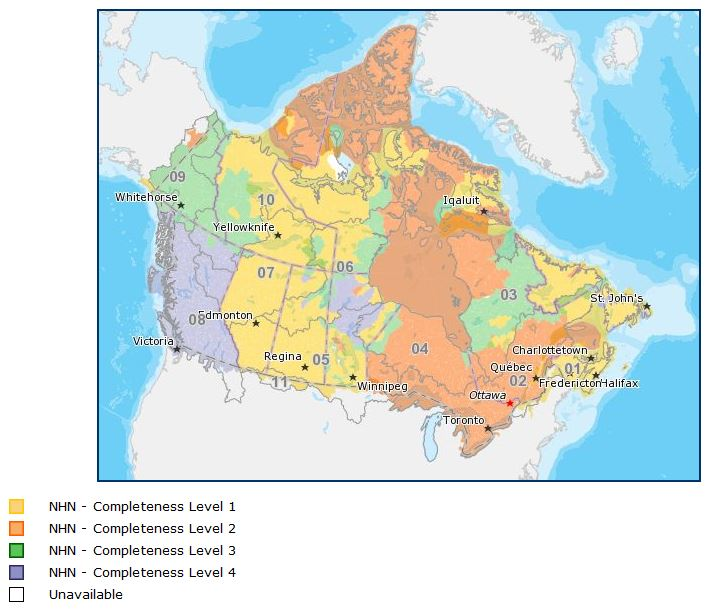 Iqaluit
09
Whitehorse
10
Yellowknife
07
06
03
St. John's
08
Edmonton
Victoria
04
Charlottetown
Regina
05
Québec
01
11
Winnipeg
02
Fredericton
Halifax
Ottawa
Toronto
NHN - Completeness Level 1
NHN - Completeness Level 2
NHN - Completeness Level 3
NHN - Completeness Level 4
Unavailable